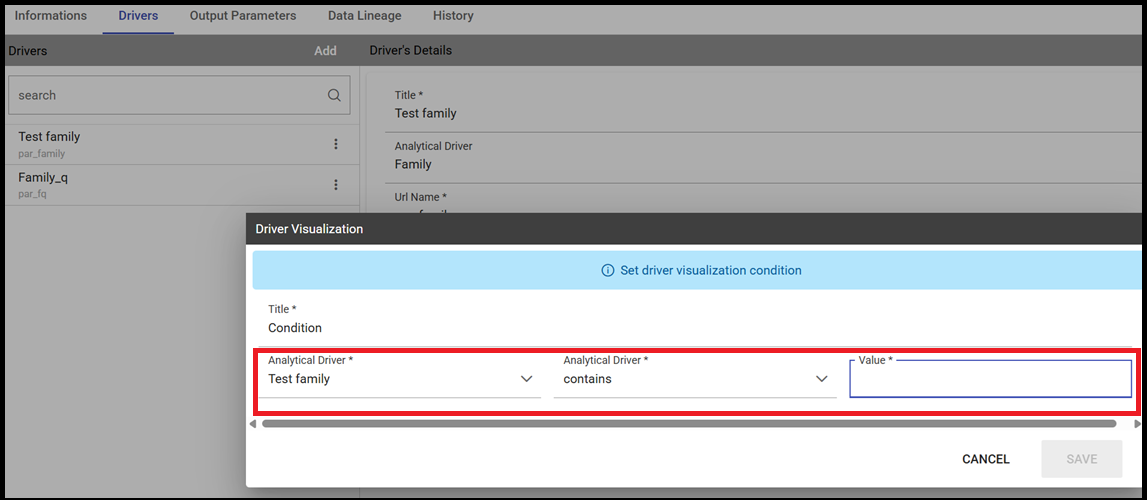 Informations Drivers Output Parameters Data Lineage History
Drivers Add Driver's Details
search
Test family
par_family
Family_q
par_fq
Title *
Test family
Analytical Driver
Family
Url Name *
Driver Visualization
Set driver visualization condition
Title *
Condition
Analytical Driver * Analytical Driver * Value *
Test family contains
CANCEL SAVE